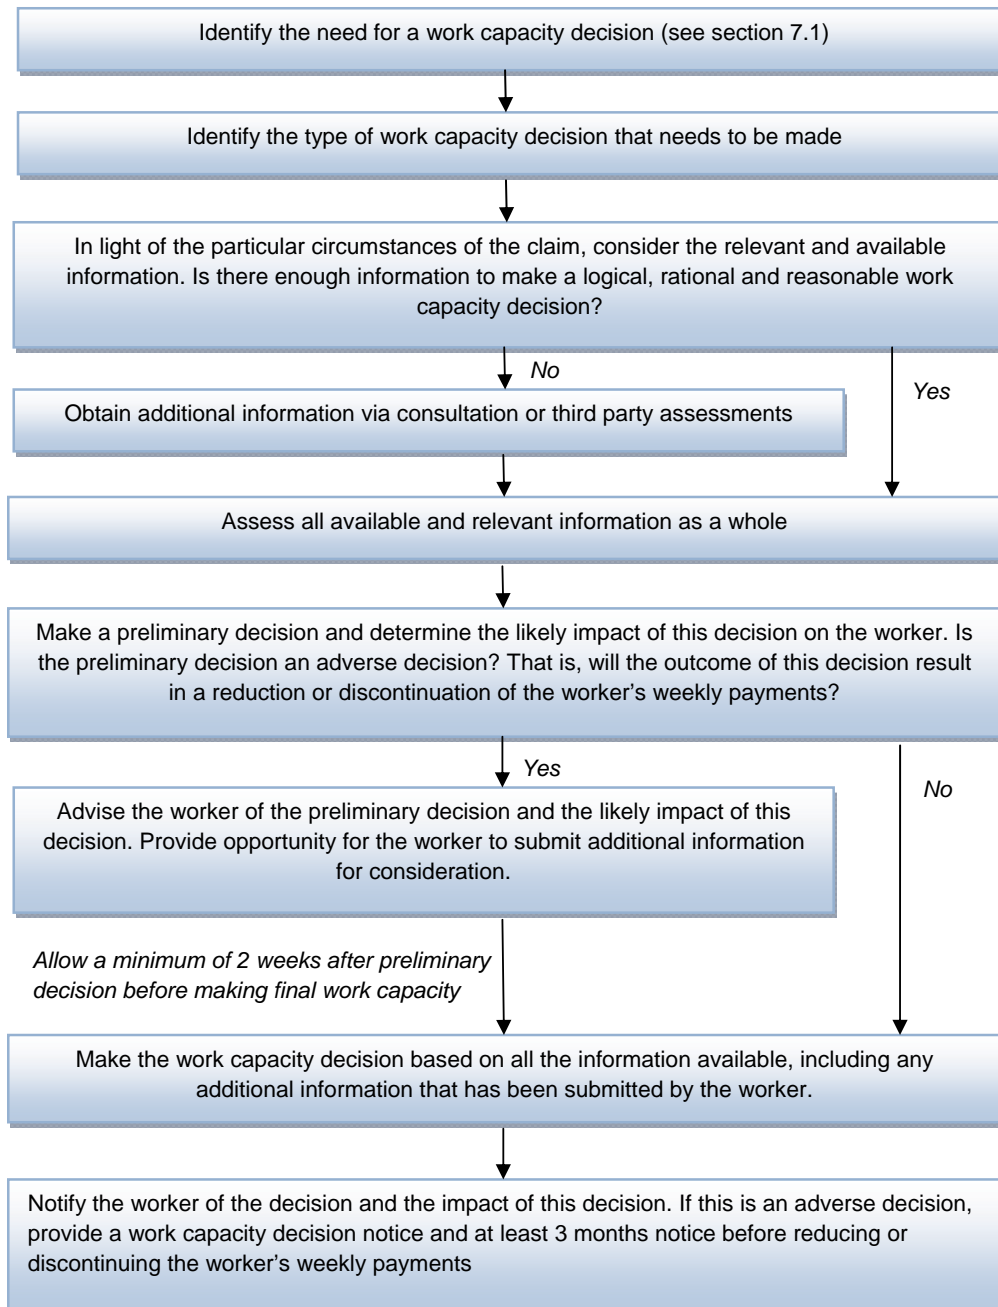 Identify the need for a work capacity decision (see section 7.1)
Identify the type of work capacity decision that needs to be made
In light of the particular circumstances of the claim, consider the relevant and available
information. Is there enough information to make a logical, rational and reasonable work
capacity decision?
No
Yes
Obtain additional information via consultation or third party assessments
Assess all available and relevant information as a whole
Make a preliminary decision and determine the likely impact of this decision on the worker. Is
the preliminary decision an adverse decision? That is, will the outcome of this decision result
in a reduction or discontinuation of the worker’s weekly payments?
Yes
No
Advise the worker of the preliminary decision and the likely impact of this
decision. Provide opportunity for the worker to submit additional information
for consideration.
Allow a minimum of 2 weeks after preliminary
decision before making final work capacity
Make the work capacity decision based on all the information available, including any
additional information that has been submitted by the worker.
Notify the worker of the decision and the impact of this decision. If this is an adverse decision,
provide a work capacity decision notice and at least 3 months notice before reducing or
discontinuing the worker’s weekly payments